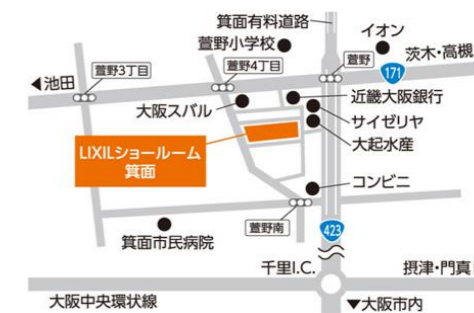 箕面有料道路
イオン
萱野小学校
茨木・高槻
萱野3丁目
萱野4丁目
萱野
171
◀池田
近畿大阪銀行
大阪スバル
サイゼリヤ
大起水産
LIXILショールーム
箕面
コンビニ
萱野南
423
箕面市民病院
千里I.C.
摂津・門真
大阪中央環状線
▼大阪市内